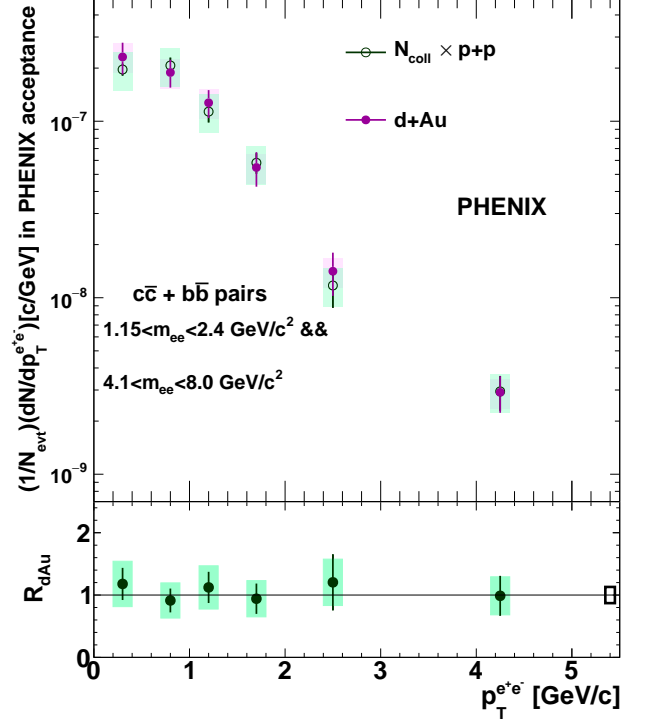 (1/N_evt)(dN/dp_T^{e⁺e⁻})[c/GeV] in PHENIX acceptance
10⁻⁷
10⁻⁸
10⁻⁹
N_coll × p+p
d+Au
PHENIX
cc̅ + bb̅ pairs
1.15<m_ee<2.4 GeV/c² &&
4.1<m_ee<8.0 GeV/c²
R_dAu
2
1
0
0 1 2 3 4 5
p_T^{e⁺e⁻} [GeV/c]